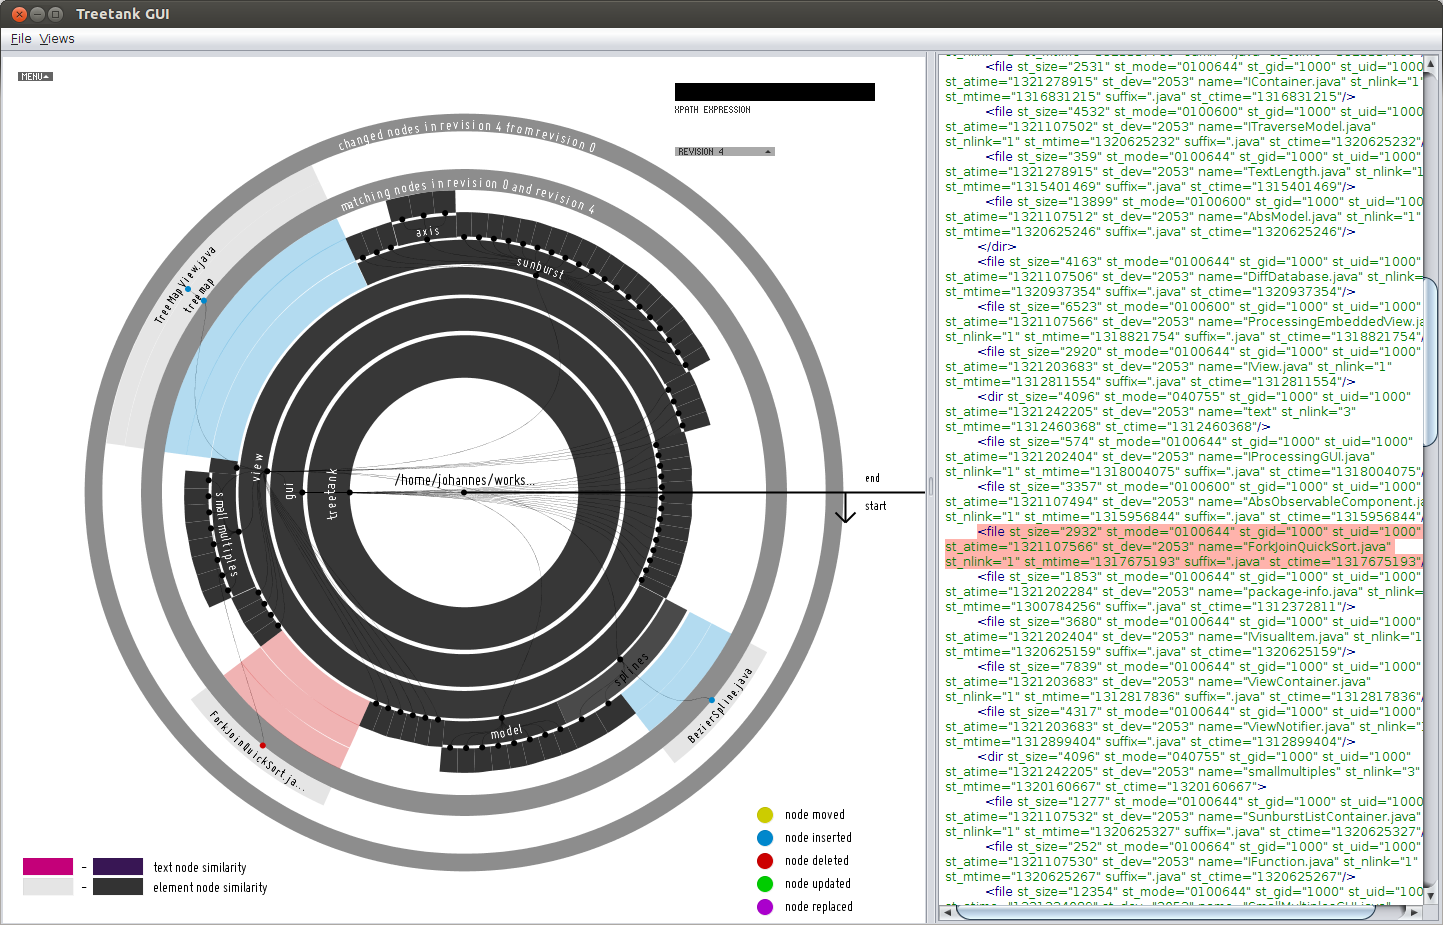 Treetank GUI
File Views
MENU
XPATH EXPRESSION
REVISION 4
changed nodes in revision 4 from revision 0
matching nodes in revision 0 and revision 4
axis
sunburst
TreeMapView.java
treemap
view
gui
treetank
/home/johannes/works...
end
start
small multiples
splines
BezierSpline.java
model
ForkJoinQuickSort.ja...
node moved
node inserted
node deleted
node updated
node replaced
- text node similarity
- element node similarity
<file st_size="2531" st_mode="0100644" st_gid="1000" st_uid="1000"
st_atime="1321278915" st_dev="2053" name="IContainer.java" st_nlink="1"
st_mtime="1316831215" suffix=".java" st_ctime="1316831215"/>
<file st_size="4532" st_mode="0100600" st_gid="1000" st_uid="1000"
st_atime="1321107502" st_dev="2053" name="ITraverseModel.java"
st_nlink="1" st_mtime="1320625232" suffix=".java" st_ctime="1320625232"/
<file st_size="359" st_mode="0100644" st_gid="1000" st_uid="1000"
st_atime="1321278915" st_dev="2053" name="TextLength.java" st_nlink="1
st_mtime="1315401469" suffix=".java" st_ctime="1315401469"/>
<file st_size="13899" st_mode="0100600" st_gid="1000" st_uid="1000
st_atime="1321107512" st_dev="2053" name="AbsModel.java" st_nlink="1"
st_mtime="1320625246" suffix=".java" st_ctime="1320625246"/>
</dir>
<file st_size="4163" st_mode="0100644" st_gid="1000" st_uid="1000"
st_atime="1321107506" st_dev="2053" name="DiffDatabase.java" st_nlink=
st_mtime="1320937354" suffix=".java" st_ctime="1320937354"/>
<file st_size="6523" st_mode="0100600" st_gid="1000" st_uid="1000"
st_atime="1321107566" st_dev="2053" name="ProcessingEmbeddedView.ja
st_nlink="1" st_mtime="1318821754" suffix=".java" st_ctime="1318821754"/
<file st_size="2920" st_mode="0100644" st_gid="1000" st_uid="1000"
st_atime="1321203683" st_dev="2053" name="IView.java" st_nlink="1"
st_mtime="1312811554" suffix=".java" st_ctime="1312811554"/>
<dir st_size="4096" st_mode="040755" st_gid="1000" st_uid="1000"
st_atime="1321242205" st_dev="2053" name="text" st_nlink="3"
st_mtime="1312460368" st_ctime="1312460368"/>
<file st_size="574" st_mode="0100644" st_gid="1000" st_uid="1000"
st_atime="1321202404" st_dev="2053" name="IProcessingGUI.java"
st_nlink="1" st_mtime="1318004075" suffix=".java" st_ctime="1318004075"/
<file st_size="3357" st_mode="0100600" st_gid="1000" st_uid="1000"
st_atime="1321107494" st_dev="2053" name="AbsObservableComponent.ja
st_nlink="1" st_mtime="1315956844" suffix=".java" st_ctime="1315956844"/
<file st_size="2932" st_mode="0100644" st_gid="1000" st_uid="1000"
st_atime="1321107566" st_dev="2053" name="ForkJoinQuickSort.java"
st_nlink="1" st_mtime="1317675193" suffix=".java" st_ctime="1317675193"/
<file st_size="1853" st_mode="0100644" st_gid="1000" st_uid="1000"
st_atime="1321202284" st_dev="2053" name="package-info.java" st_nlink=
st_mtime="1300784256" suffix=".java" st_ctime="1312372811"/>
<file st_size="3680" st_mode="0100644" st_gid="1000" st_uid="1000"
st_atime="1321202404" st_dev="2053" name="IVisualItem.java" st_nlink="1
st_mtime="1320625159" suffix=".java" st_ctime="1320625159"/>
<file st_size="7839" st_mode="0100644" st_gid="1000" st_uid="1000"
st_atime="1321203683" st_dev="2053" name="ViewContainer.java"
st_nlink="1" st_mtime="1312817836" suffix=".java" st_ctime="1312817836"/
<file st_size="4317" st_mode="0100644" st_gid="1000" st_uid="1000"
st_atime="1321203683" st_dev="2053" name="ViewNotifier.java" st_nlink="
st_mtime="1312899404" suffix=".java" st_ctime="1312899404"/>
<dir st_size="4096" st_mode="040755" st_gid="1000" st_uid="1000"
st_atime="1321242205" st_dev="2053" name="smallmultiples" st_nlink="3"
st_mtime="1320160667" st_ctime="1320160667">
<file st_size="1277" st_mode="0100644" st_gid="1000" st_uid="1000"
st_atime="1321107532" st_dev="2053" name="SunburstListContainer.java"
st_nlink="1" st_mtime="1320625327" suffix=".java" st_ctime="1320625327"/
<file st_size="252" st_mode="0100644" st_gid="1000" st_uid="1000"
st_atime="1321107530" st_dev="2053" name="IFunction.java" st_nlink="1"
st_mtime="1320625267" suffix=".java" st_ctime="1320625267"/>
<file st_size="12354" st_mode="0100644" st_gid="1000" st_uid="1000